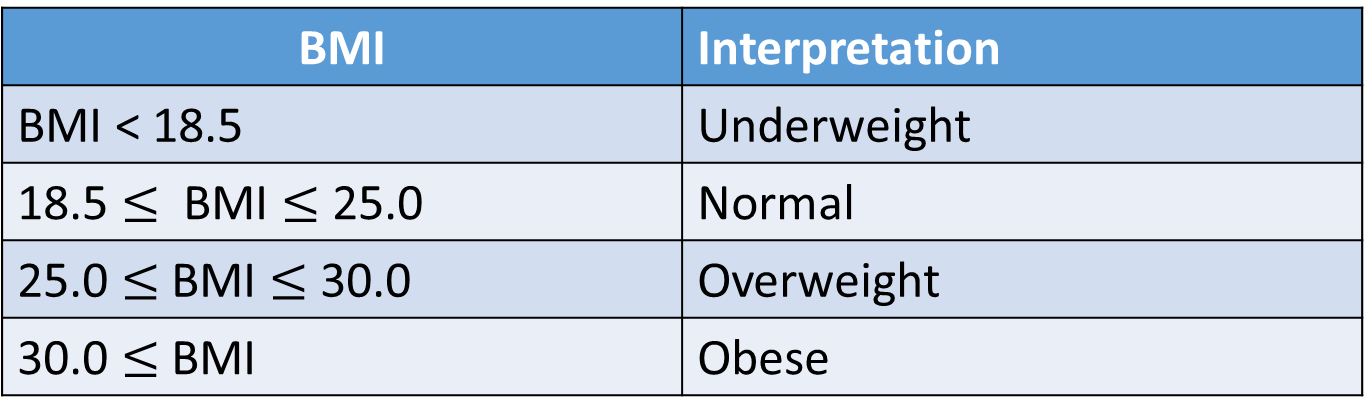 BMI Interpretation
BMI < 18.5 Underweight
18.5 ≤ BMI ≤ 25.0 Normal
25.0 ≤ BMI ≤ 30.0 Overweight
30.0 ≤ BMI Obese